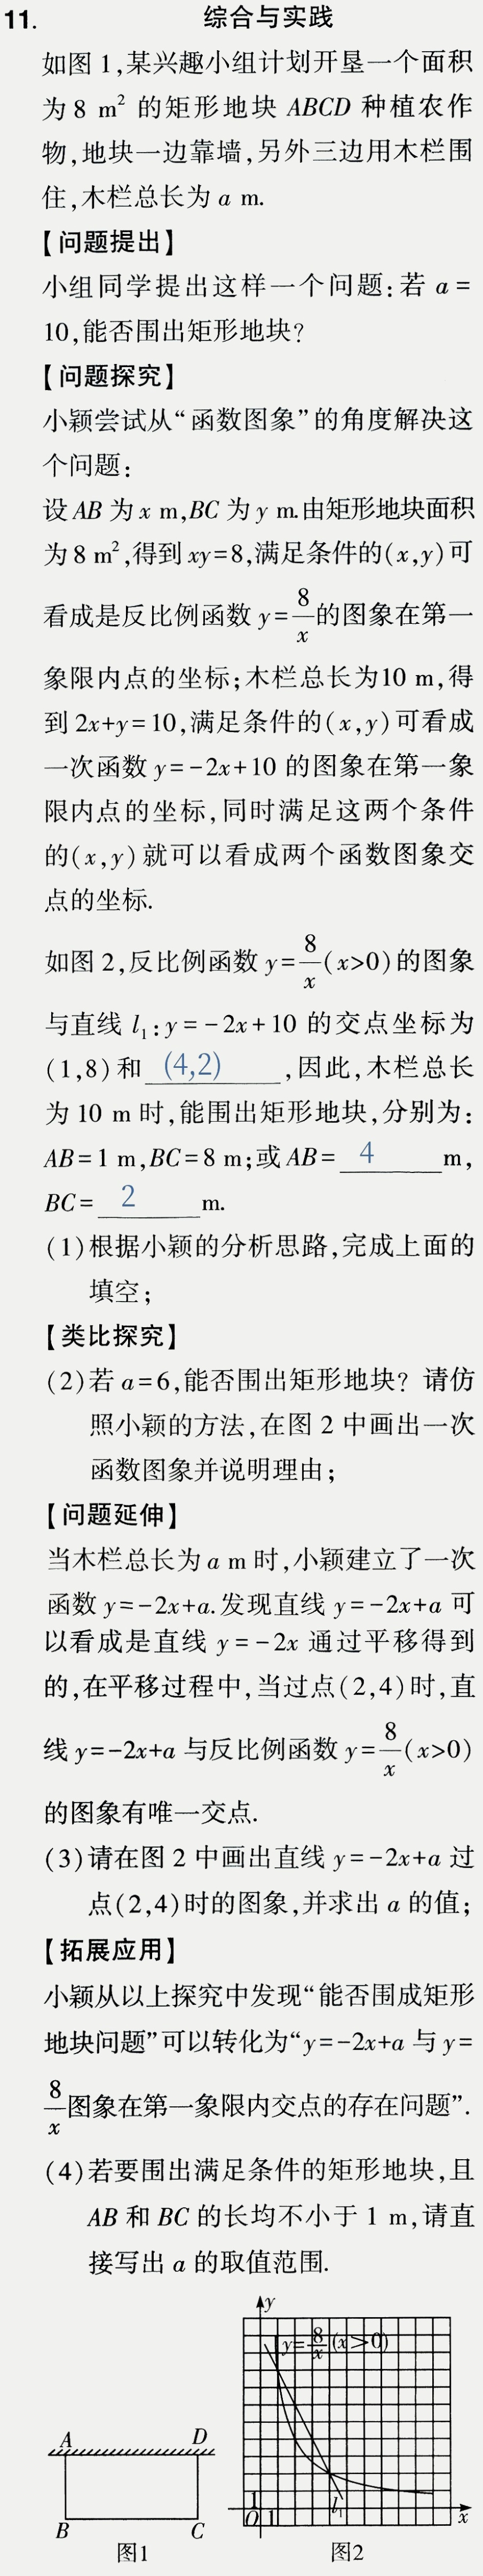 11. 综合与实践
如图1,某兴趣小组计划开垦一个面积
为8 m²的矩形地块ABCD种植农作
物,地块一边靠墙,另外三边用木栏围
住,木栏总长为a m.
【问题提出】
小组同学提出这样一个问题:若a=
10,能否围出矩形地块?
【问题探究】
小颖尝试从“函数图象”的角度解决这
个问题:
设AB为x m,BC为y m.由矩形地块面积
为8 m²,得到xy=8,满足条件的(x,y)可
看成是反比例函数y=8/x的图象在第一
象限内点的坐标;木栏总长为10 m,得
到2x+y=10,满足条件的(x,y)可看成
一次函数y=-2x+10的图象在第一象
限内点的坐标,同时满足这两个条件
的(x,y)就可以看成两个函数图象交
点的坐标.
如图2,反比例函数y=8/x(x>0)的图象
与直线l₁:y=-2x+10的交点坐标为
(1,8)和 (4,2) ,因此,木栏总长
为10 m时,能围出矩形地块,分别为:
AB=1 m,BC=8 m;或AB= 4 m,
BC= 2 m.
(1)根据小颖的分析思路,完成上面的
填空;
【类比探究】
(2)若a=6,能否围出矩形地块?请仿
照小颖的方法,在图2中画出一次
函数图象并说明理由;
【问题延伸】
当木栏总长为a m时,小颖建立了一次
函数y=-2x+a.发现直线y=-2x+a可
以看成是直线y=-2x通过平移得到
的,在平移过程中,当过点(2,4)时,直
线y=-2x+a与反比例函数y=8/x(x>0)
的图象有唯一交点.
(3)请在图2中画出直线y=-2x+a过
点(2,4)时的图象,并求出a的值;
【拓展应用】
小颖从以上探究中发现“能否围成矩形
地块问题”可以转化为“y=-2x+a与y=
8/x图象在第一象限内交点的存在问题”.
(4)若要围出满足条件的矩形地块,且
AB和BC的长均不小于1 m,请直
接写出a的取值范围.
A D
B C
图1
y
y=8/x(x>0)
1
O 1 l₁ x
图2